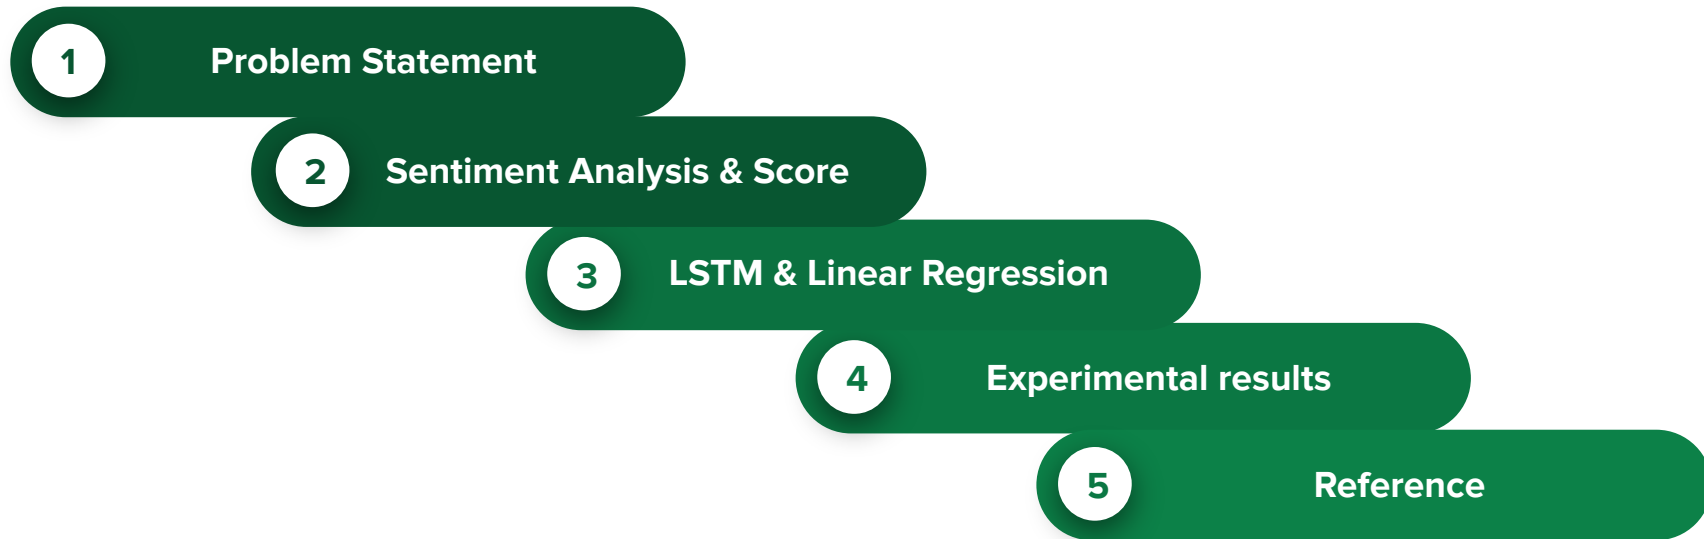 1 Problem Statement
2 Sentiment Analysis & Score
3 LSTM & Linear Regression
4 Experimental results
5 Reference